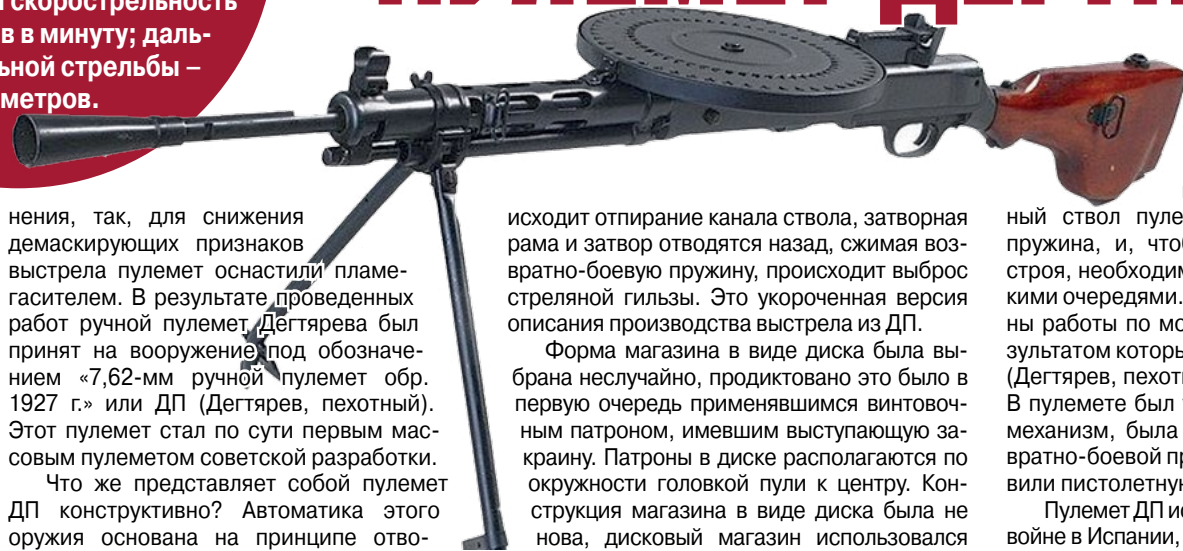 скорострельность
в в минуту; даль-
ьной стрельбы –
метров.
нения, так, для снижения
демаскирующих признаков
выстрела пулемет оснастили пламе-
гасителем. В результате проведенных
работ ручной пулемет Дегтярева был
принят на вооружение под обозначе-
нием «7,62-мм ручной пулемет обр.
1927 г.» или ДП (Дегтярев, пехотный).
Этот пулемет стал по сути первым мас-
совым пулеметом советской разработки.
Что же представляет собой пулемет
ДП конструктивно? Автоматика этого
оружия основана на принципе отво-
исходит отпирание канала ствола, затворная
рама и затвор отводятся назад, сжимая воз-
вратно-боевую пружину, происходит выброс
стреляной гильзы. Это укороченная версия
описания производства выстрела из ДП.
Форма магазина в виде диска была вы-
брана неслучайно, продиктовано это было в
первую очередь применявшимся винтовоч-
ным патроном, имевшим выступающую за-
краину. Патроны в диске располагаются по
окружности головкой пули к центру. Кон-
струкция магазина в виде диска была не
нова, дисковый магазин использовался
ный ствол пуле
пружина, и, что
строя, необходим
кими очередями.
ны работы по мо
зультатом которы
(Дегтярев, пехотн
В пулемете был
механизм, была
вратно-боевой пр
вили пистолетную
Пулемет ДП ис
войне в Испании,